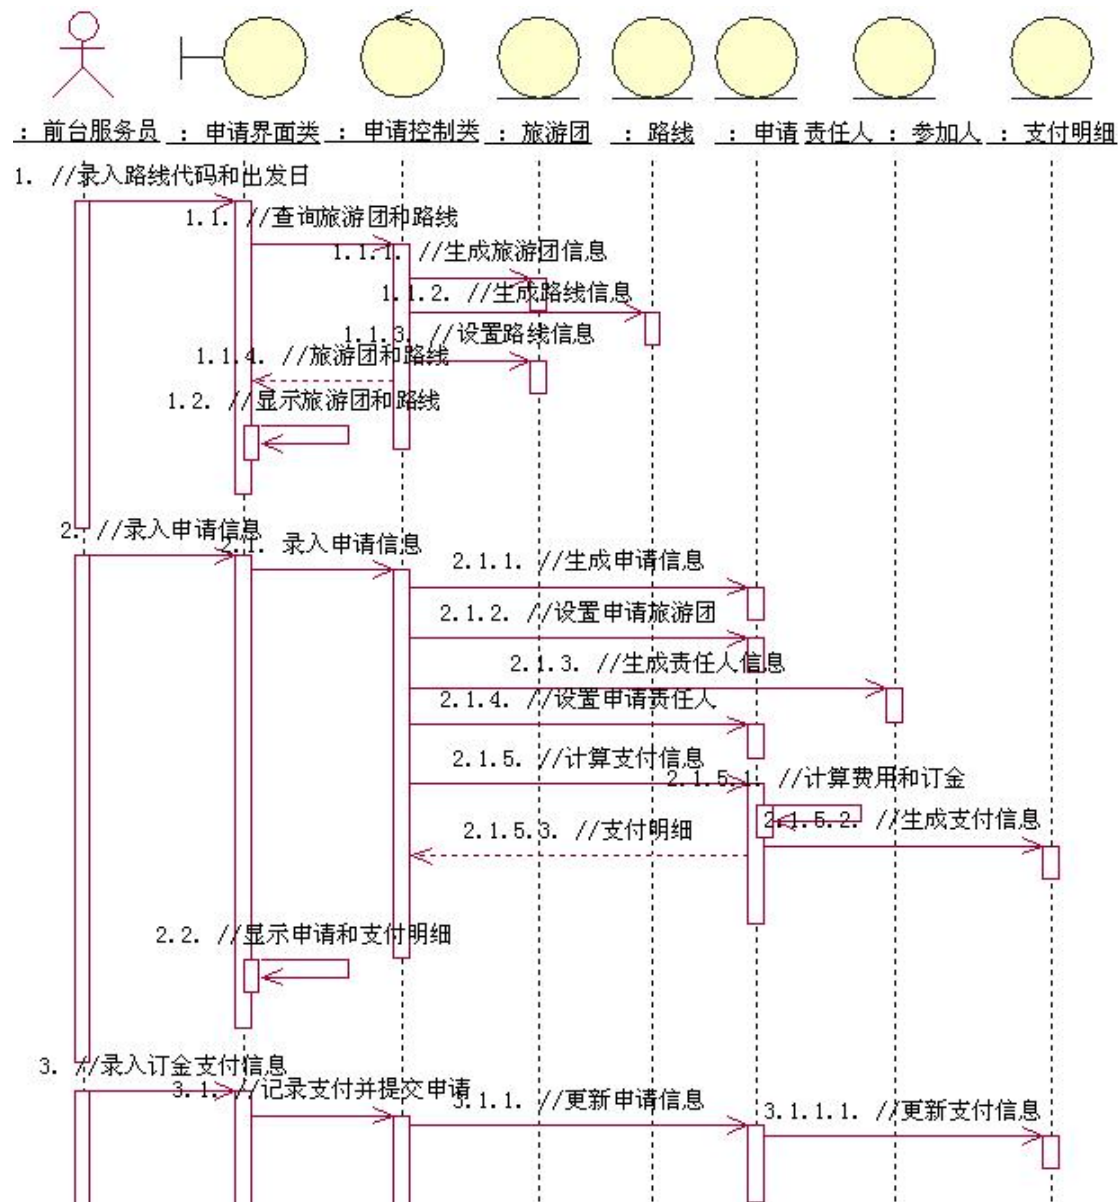 : 前台服务员 : 申请界面类 : 申请控制类 : 旅游团 : 路线 : 申请 责任人 : 参加人 : 支付明细
1. //录入路线代码和出发日
1.1. //查询旅游团和路线
1.1.1. //生成旅游团信息
1.1.2. //生成路线信息
1.1.3. //设置路线信息
1.1.4. //旅游团和路线
1.2. //显示旅游团和路线
2. //录入申请信息
2.1. 录入申请信息
2.1.1. //生成申请信息
2.1.2. //设置申请旅游团
2.1.3. //生成责任人信息
2.1.4. //设置申请责任人
2.1.5. //计算支付信息
2.1.5.1. //计算费用和订金
2.1.5.2. //生成支付信息
2.1.5.3. //支付明细
2.2. //显示申请和支付明细
3. //录入订金支付信息
3.1. //记录支付并提交申请
3.1.1. //更新申请信息
3.1.1.1. //更新支付信息